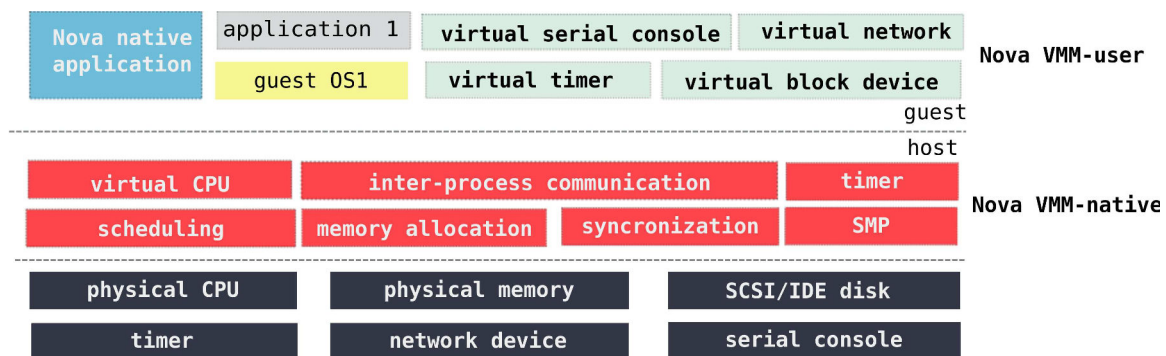 Nova native
application
application 1
guest OS1
virtual serial console
virtual network
virtual timer
virtual block device
Nova VMM-user
guest
host
virtual CPU
inter-process communication
timer
scheduling
memory allocation
syncronization
SMP
Nova VMM-native
physical CPU
physical memory
SCSI/IDE disk
timer
network device
serial console